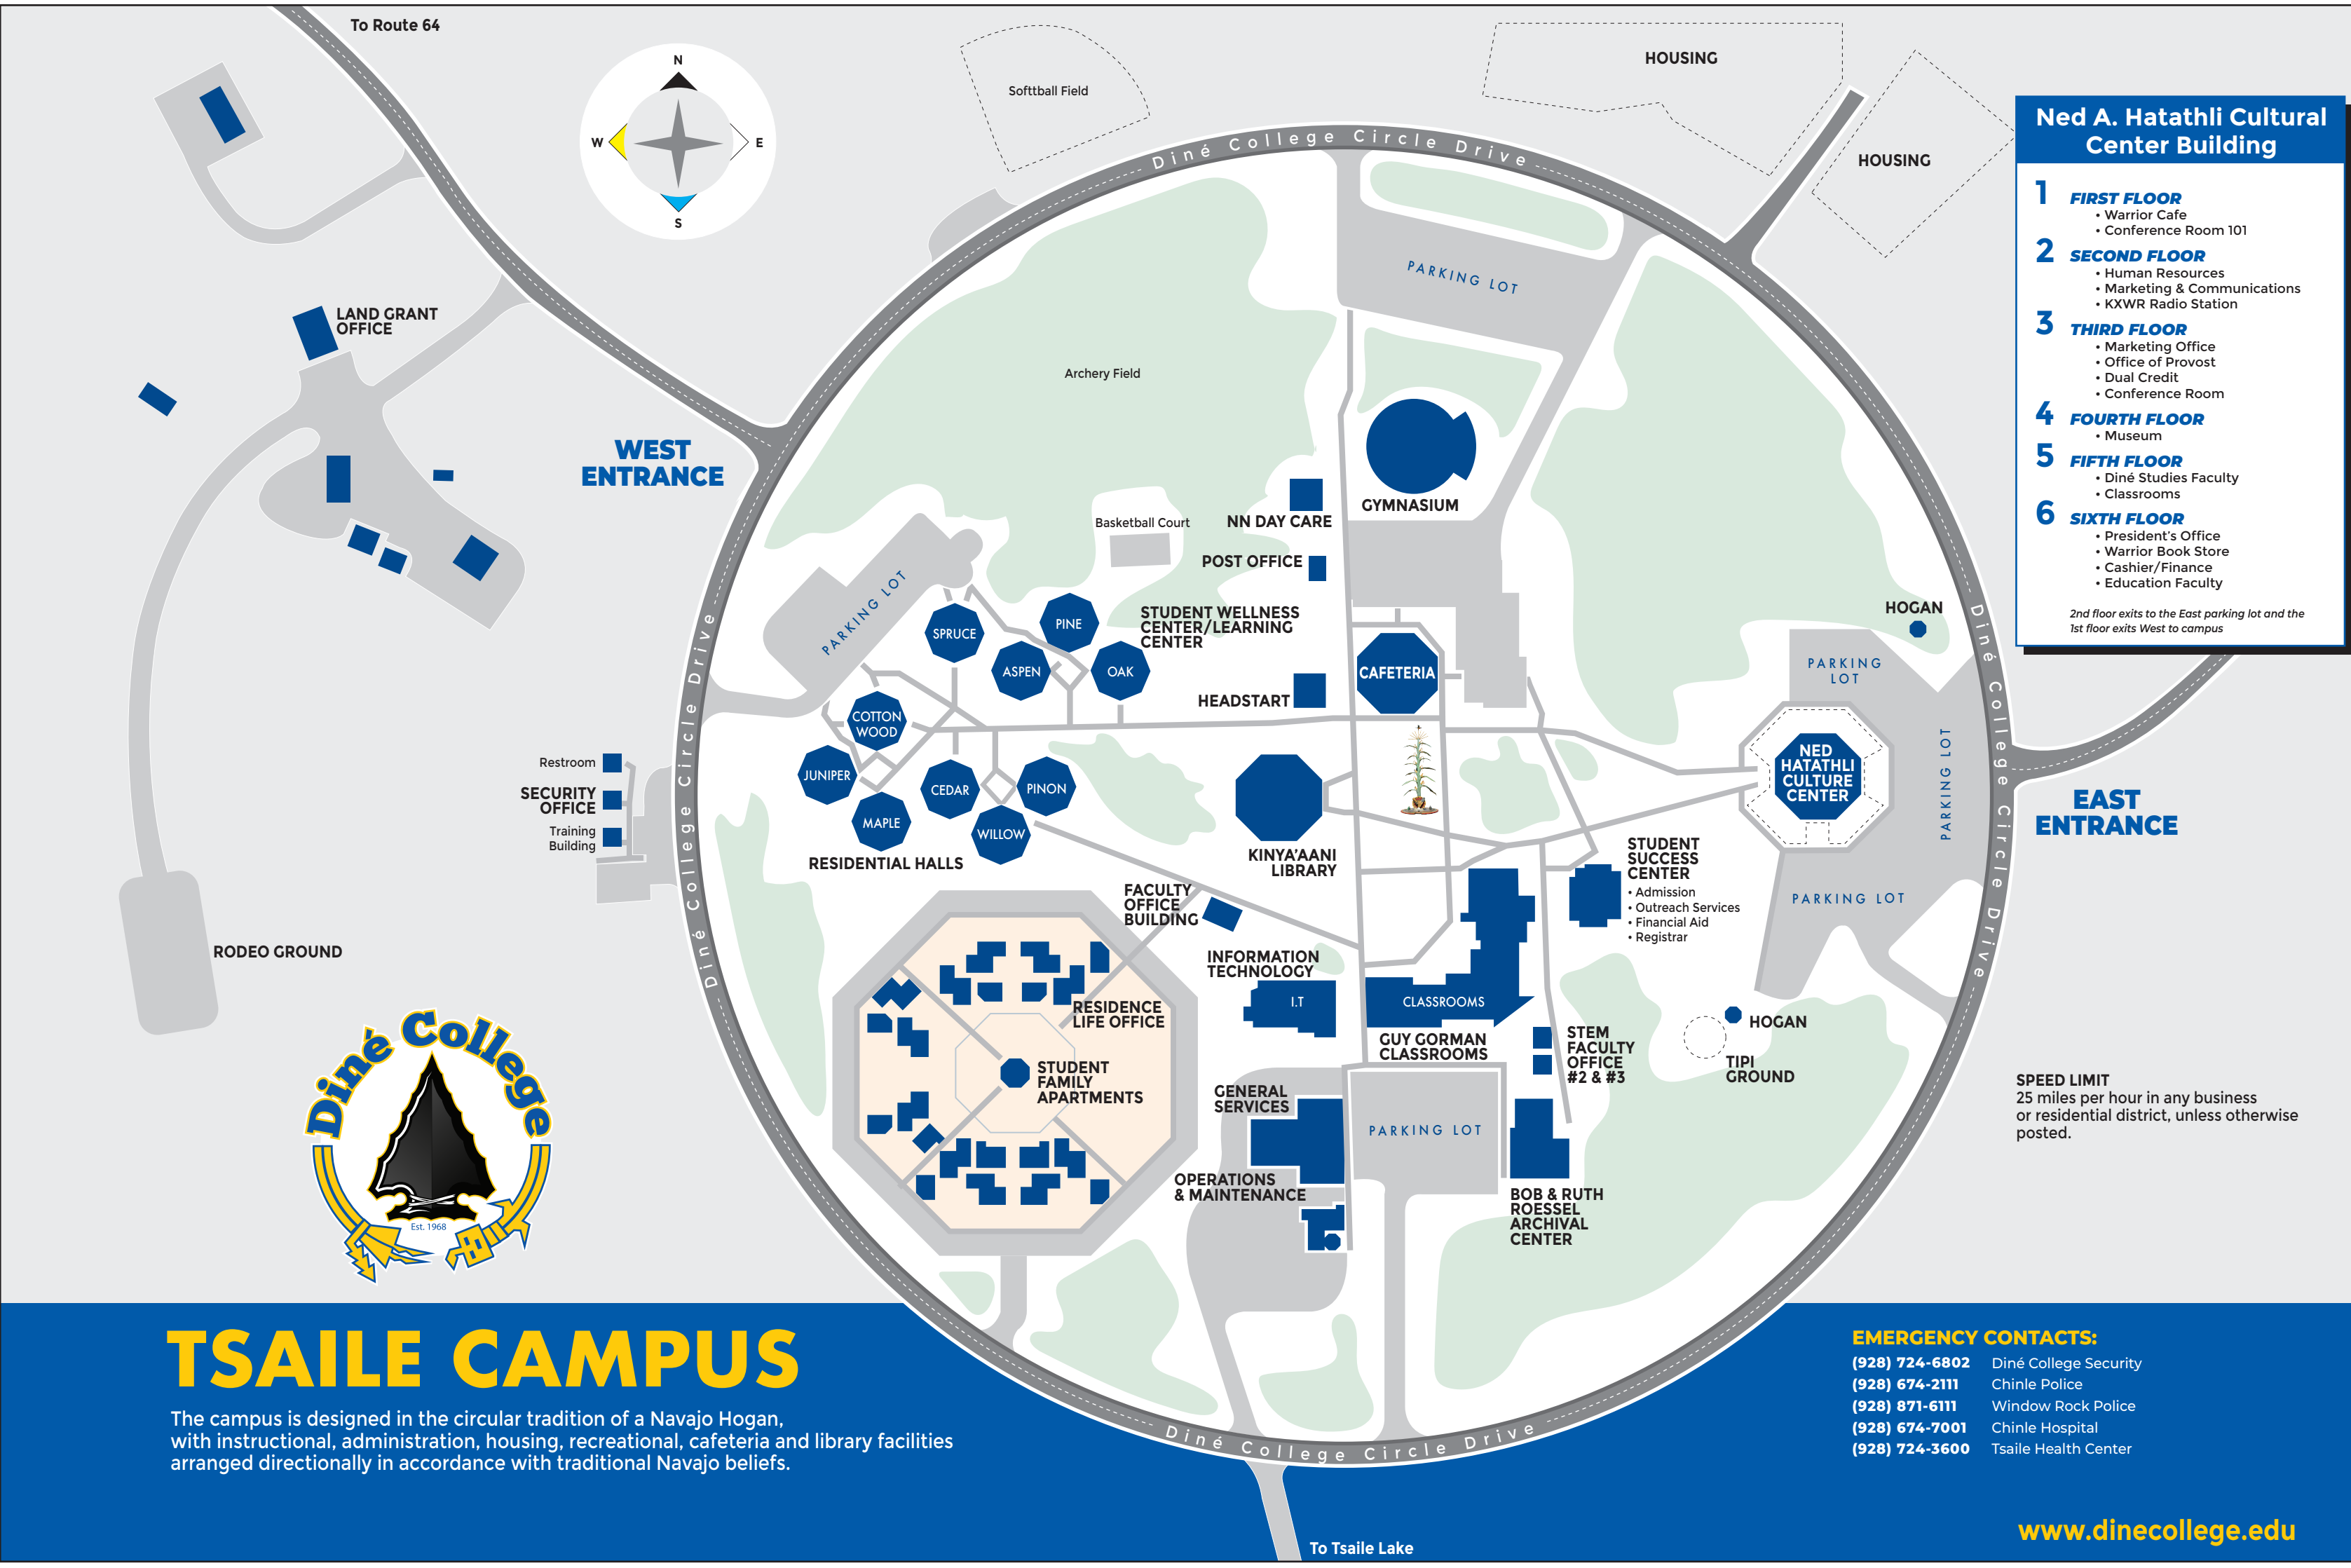 To Route 64
N
W
E
S
Softtball Field
HOUSING
HOUSING
Diné College Circle Drive
PARKING LOT
Ned A. Hatathli Cultural
Center Building
1 FIRST FLOOR
• Warrior Cafe
• Conference Room 101
2 SECOND FLOOR
• Human Resources
• Marketing & Communications
• KXWR Radio Station
3 THIRD FLOOR
• Marketing Office
• Office of Provost
• Dual Credit
• Conference Room
4 FOURTH FLOOR
• Museum
5 FIFTH FLOOR
• Diné Studies Faculty
• Classrooms
6 SIXTH FLOOR
• President's Office
• Warrior Book Store
• Cashier/Finance
• Education Faculty
2nd floor exits to the East parking lot and the
1st floor exits West to campus
LAND GRANT
OFFICE
WEST
ENTRANCE
Archery Field
Basketball Court
NN DAY CARE
GYMNASIUM
POST OFFICE
STUDENT WELLNESS
CENTER/LEARNING
CENTER
HEADSTART
CAFETERIA
PARKING LOT
SPRUCE
PINE
ASPEN
OAK
COTTON
WOOD
JUNIPER
CEDAR
PINON
MAPLE
WILLOW
RESIDENTIAL HALLS
Diné College Circle Drive
Diné College Circle Drive
Restroom
SECURITY
OFFICE
Training
Building
RODEO GROUND
KINYA’AANI
LIBRARY
HOGAN
PARKING
LOT
NED
HATATHLI
CULTURE
CENTER
PARKING LOT
PARKING LOT
Diné College Circle Drive
Diné College Circle Drive
EAST
ENTRANCE
STUDENT
SUCCESS
CENTER
• Admission
• Outreach Services
• Financial Aid
• Registrar
FACULTY
OFFICE
BUILDING
INFORMATION
TECHNOLOGY
I.T
CLASSROOMS
GUY GORMAN
CLASSROOMS
STEM
FACULTY
OFFICE
#2 & #3
HOGAN
TIPI
GROUND
RESIDENCE
LIFE OFFICE
STUDENT
FAMILY
APARTMENTS
GENERAL
SERVICES
PARKING LOT
OPERATIONS
& MAINTENANCE
BOB & RUTH
ROESSEL
ARCHIVAL
CENTER
SPEED LIMIT
25 miles per hour in any business
or residential district, unless otherwise
posted.
Diné College
Est. 1968
Diné College Circle Drive
TSAILE CAMPUS
The campus is designed in the circular tradition of a Navajo Hogan,
with instructional, administration, housing, recreational, cafeteria and library facilities
arranged directionally in accordance with traditional Navajo beliefs.
EMERGENCY CONTACTS:
(928) 724-6802 Diné College Security
(928) 674-2111 Chinle Police
(928) 871-6111 Window Rock Police
(928) 674-7001 Chinle Hospital
(928) 724-3600 Tsaile Health Center
www.dinecollege.edu
To Tsaile Lake